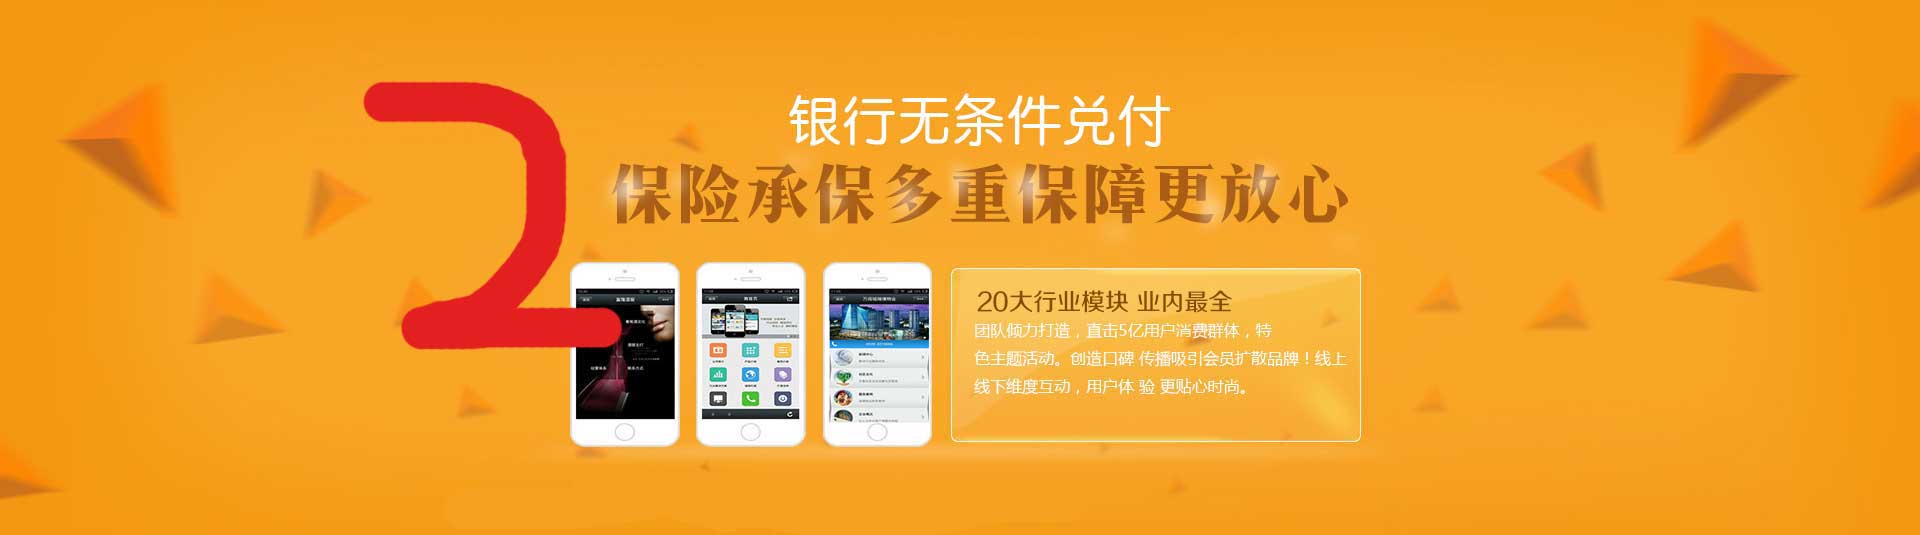 2
银行无条件兑付
保险承保多重保障更放心
20大行业模块 业内最全
团队倾力打造，直击5亿用户消费群体，特
色主题活动。创造口碑 传播吸引会员扩散品牌！线上
线下维度互动，用户体 验 更贴心时尚。